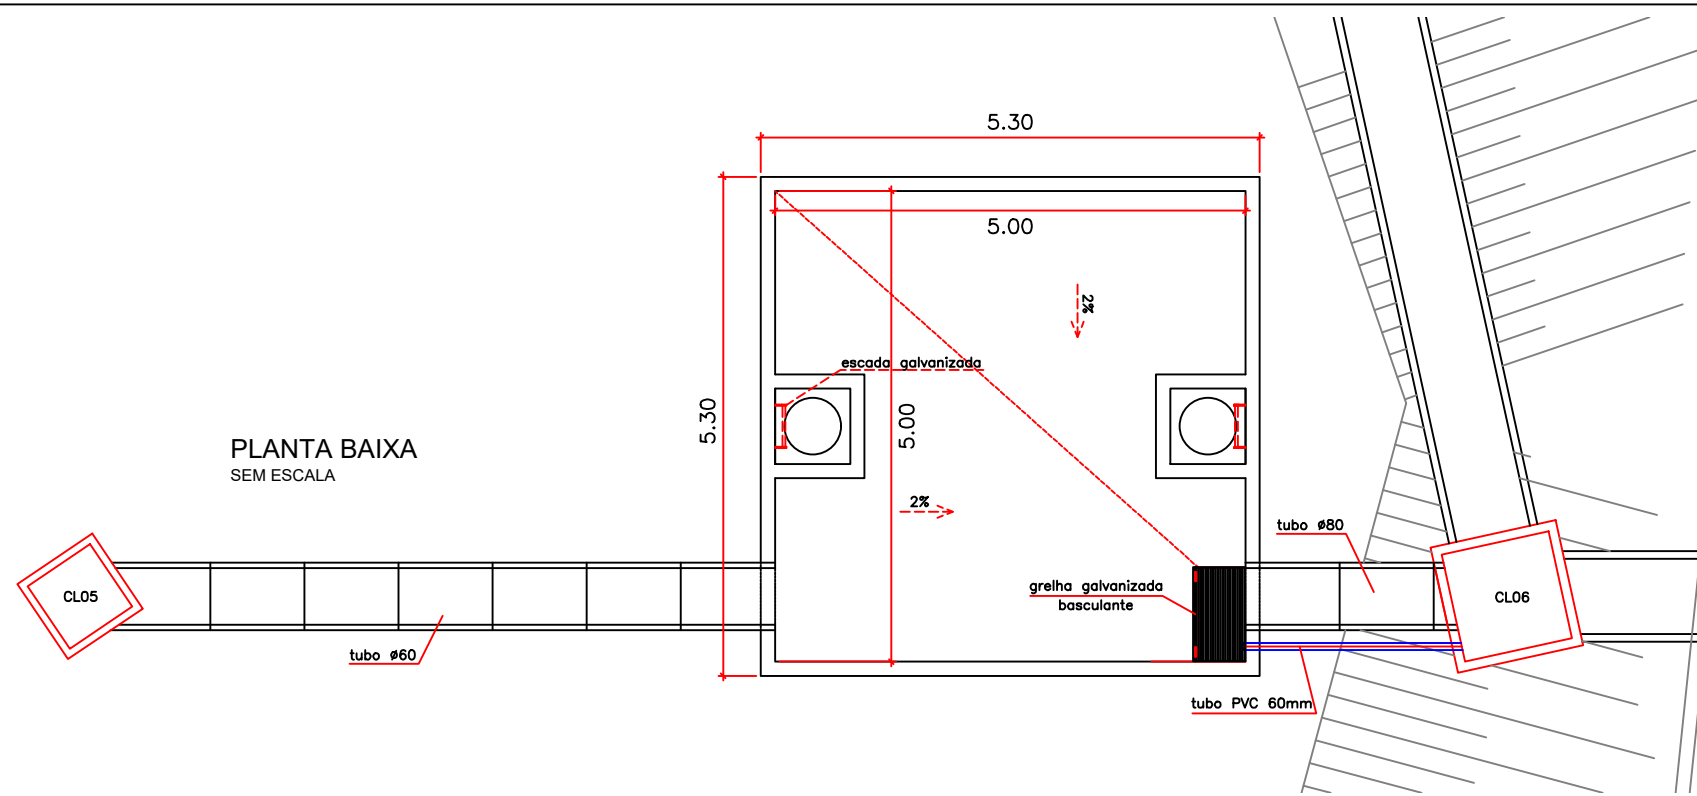 5.30
5.00
2%
escada galvanizada
5.30
5.00
PLANTA BAIXA
SEM ESCALA
2%
tubo ø80
grelha galvanizada
basculante
CL05
CL06
tubo ø60
tubo PVC 60mm